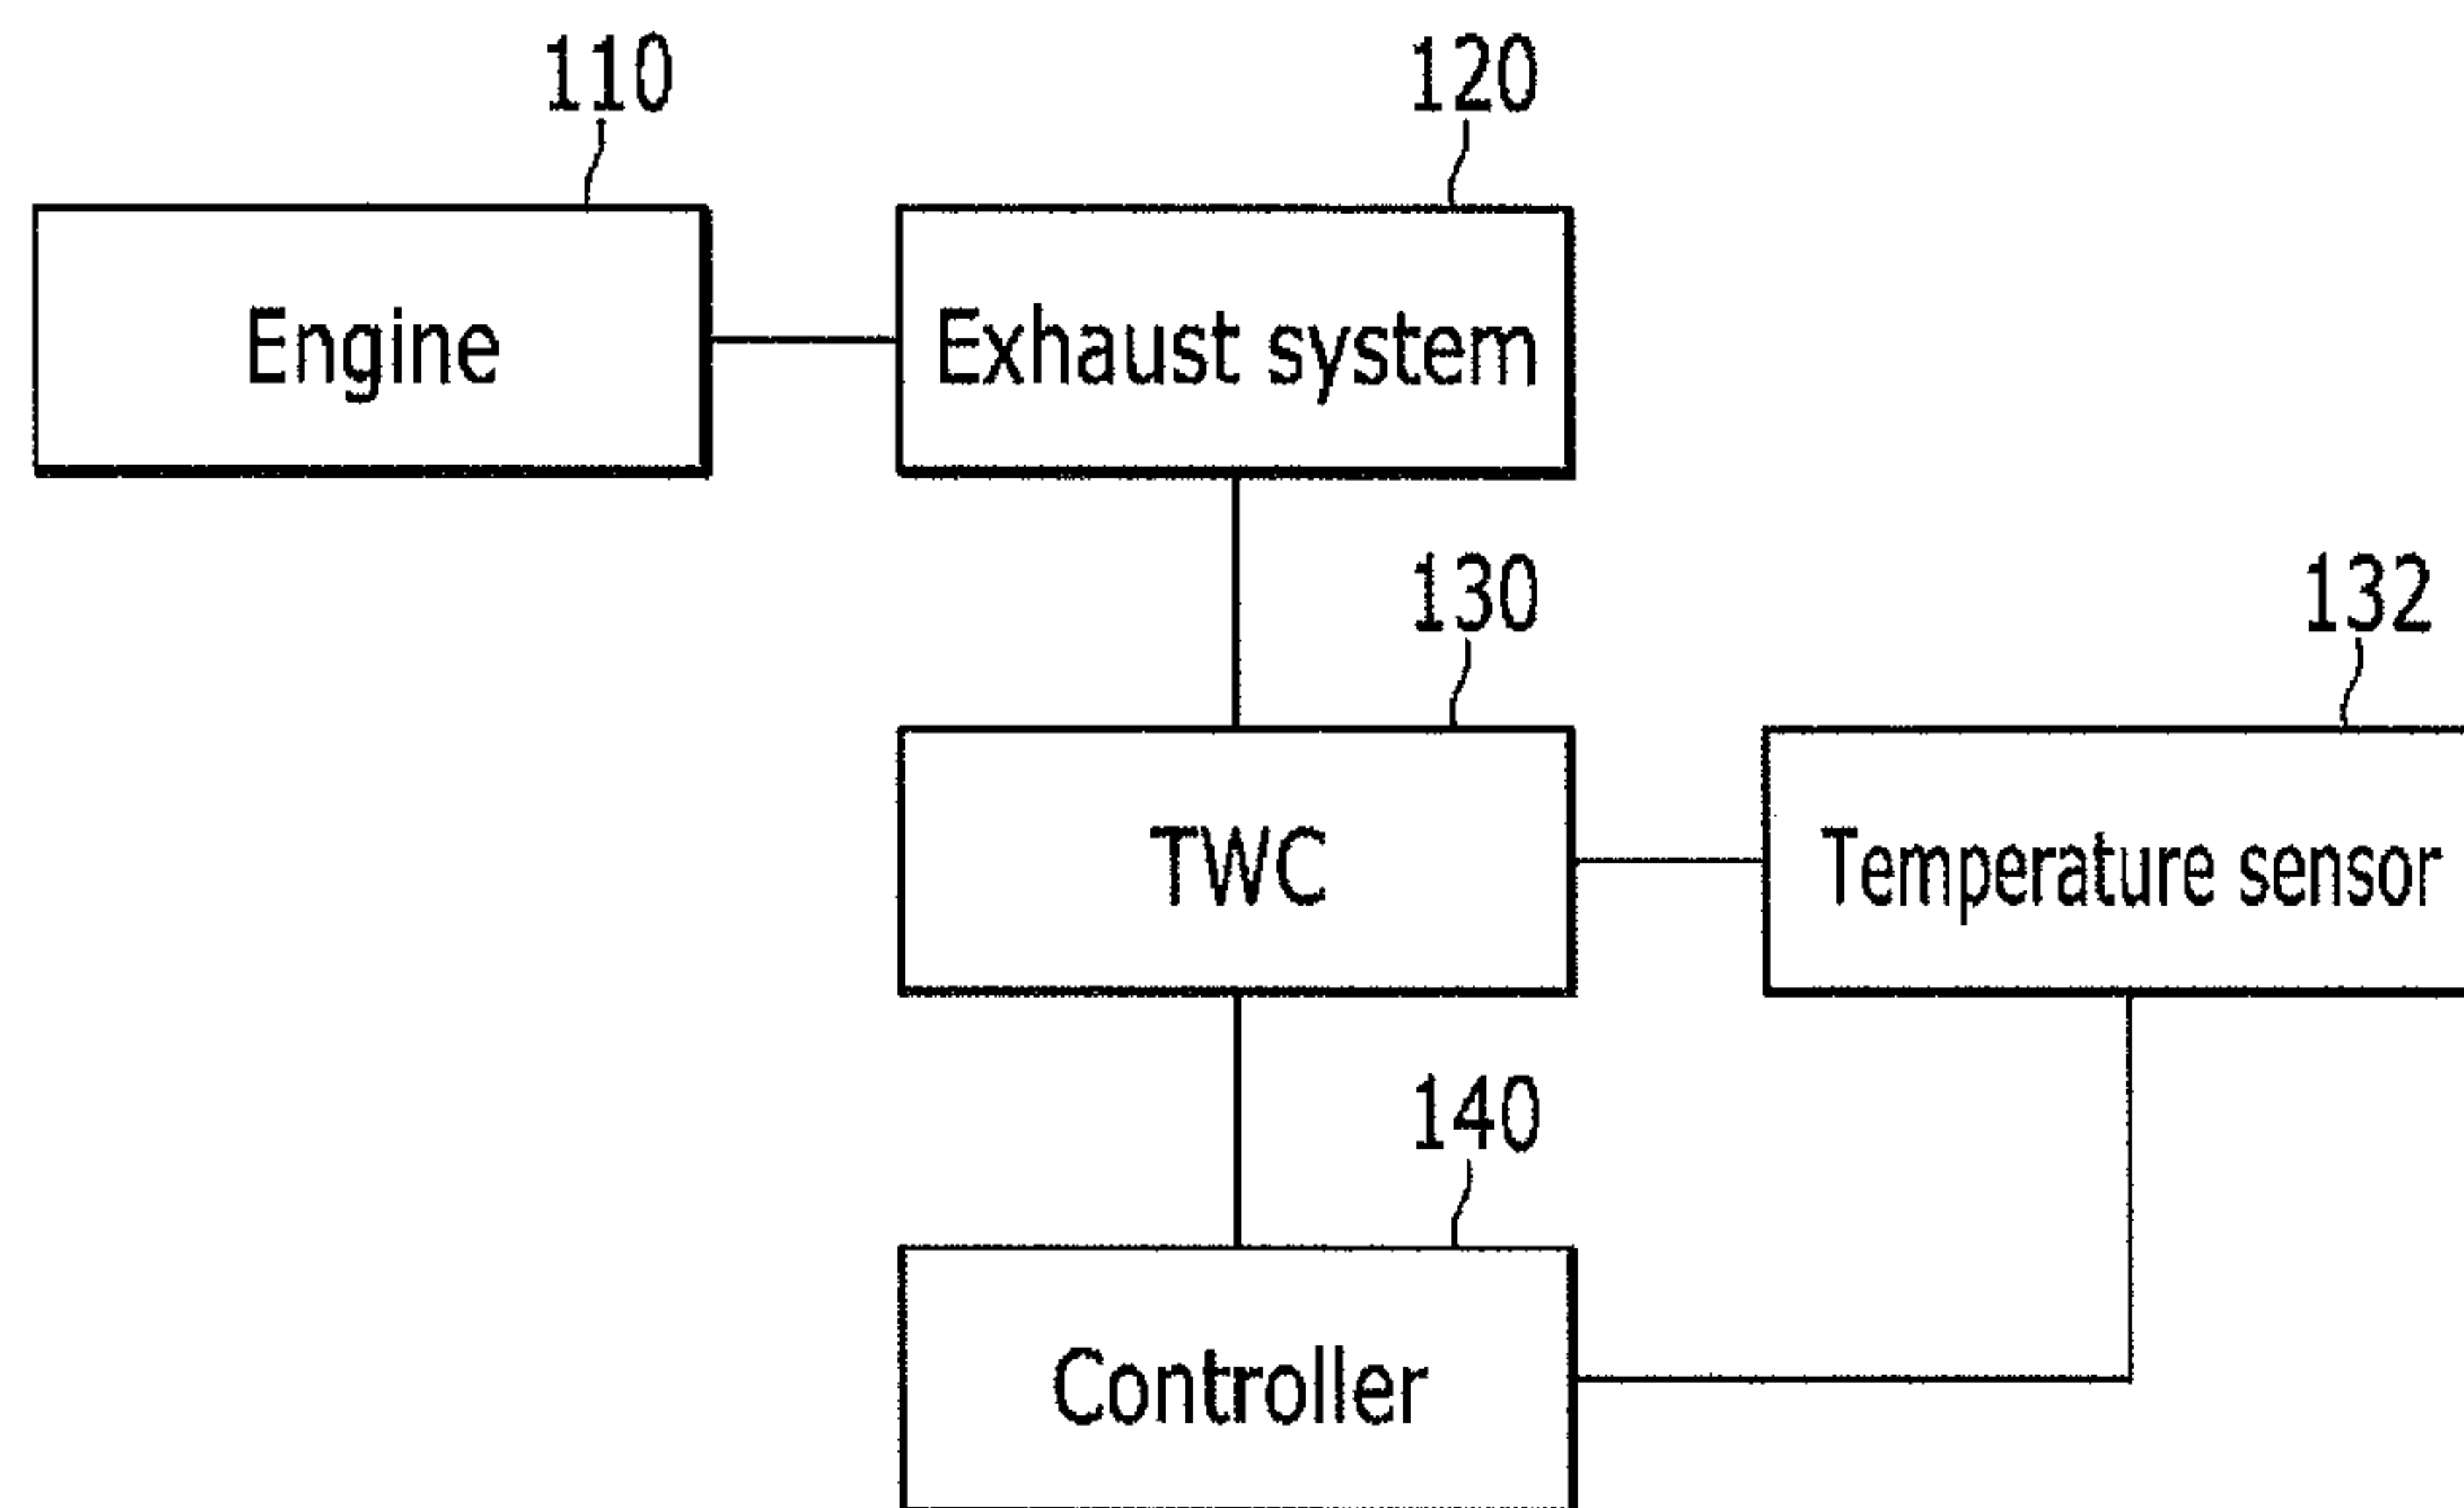 110
120
Engine
Exhaust system
130
132
TWC
Temperature sensor
140
Controller